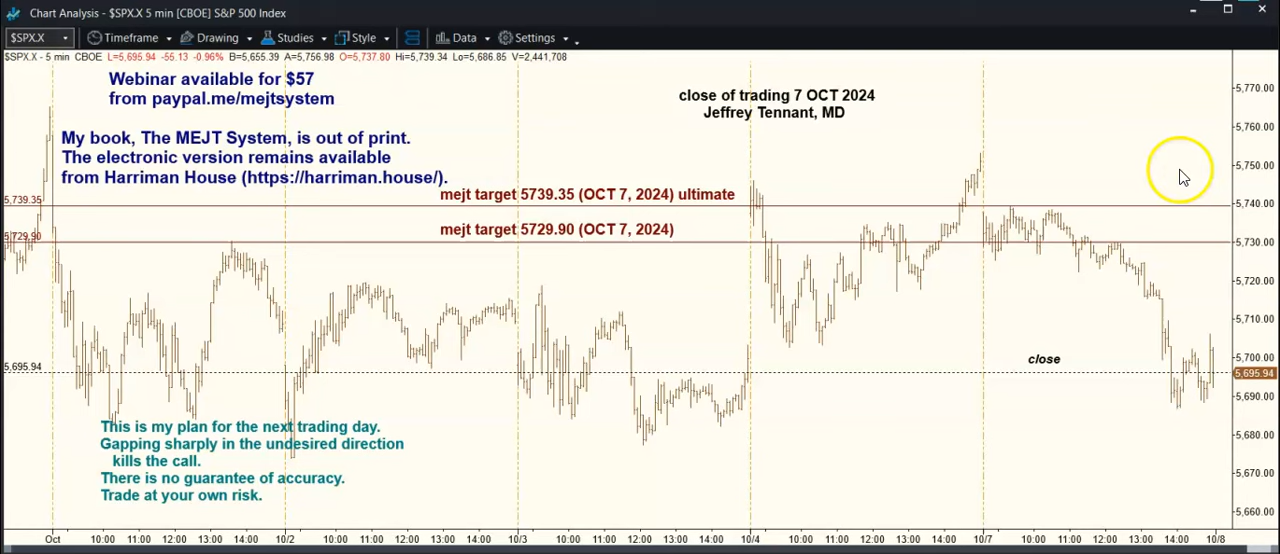 Chart Analysis - $SPX.X 5 min [CBOE] S&P 500 Index
$SPX.X Timeframe Drawing Studies Style Data Settings
$SPX.X - 5 min CBOE L=5,695.94 -55.13 -0.96% B=5,655.39 A=5,756.98 O=5,737.80 Hi=5,739.34 Lo=5,686.85 V=2,441,708
Webinar available for $57
from paypal.me/mejtsystem
close of trading 7 OCT 2024
Jeffrey Tennant, MD
My book, The MEJT System, is out of print.
The electronic version remains available
from Harriman House (https://harriman.house/).
mejt target 5739.35 (OCT 7, 2024) ultimate
5,739.35
mejt target 5729.90 (OCT 7, 2024)
5,729.90
close
5,695.94
This is my plan for the next trading day.
Gapping sharply in the undesired direction
kills the call.
There is no guarantee of accuracy.
Trade at your own risk.
5,770.00
5,760.00
5,750.00
5,740.00
5,730.00
5,720.00
5,710.00
5,700.00
5,695.94
5,690.00
5,680.00
5,670.00
5,660.00
Oct 10:00 11:00 12:00 13:00 14:00 10/2 10:00 11:00 12:00 13:00 14:00 10/3 10:00 11:00 12:00 13:00 14:00 10/4 10:00 11:00 12:00 13:00 14:00 10/7 10:00 11:00 12:00 13:00 14:00 10/8